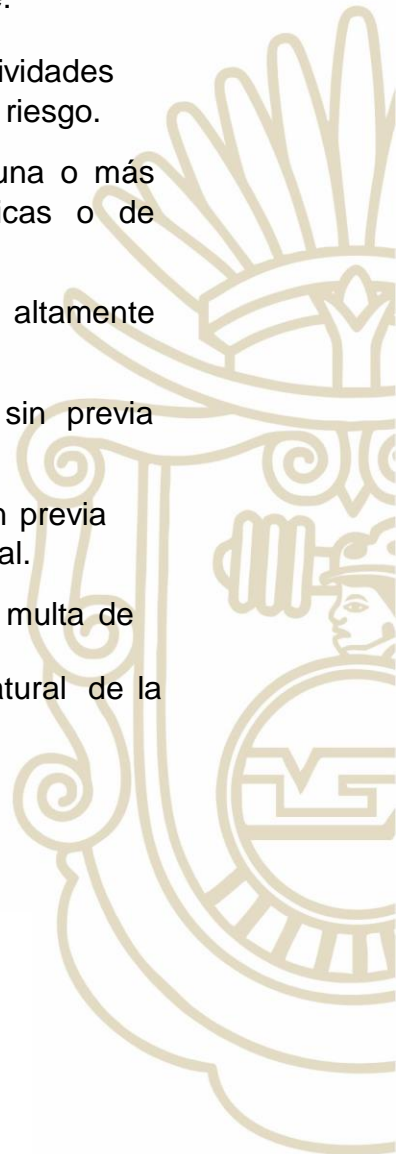 ividades
riesgo.
una o más
icas o de
altamente
sin previa
previa
al.
multa de
atural de la